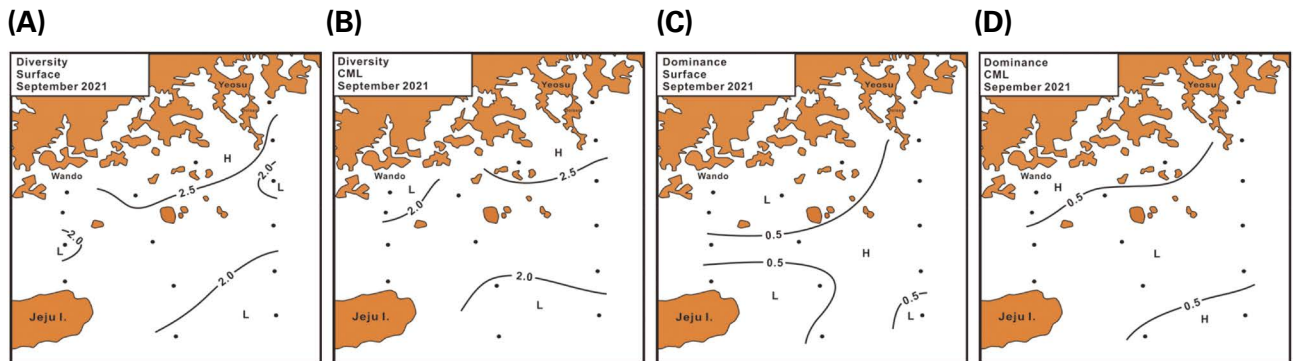 (A)
Diversity
Surface
September 2021
Yeosu
H
2.0
L
Wando
2.5
2.0
L
2.0
L
Jeju I.
(B)
Diversity
CML
September 2021
Yeosu
H
Wando
L
2.5
2.0
2.0
L
Jeju I.
(C)
Dominance
Surface
September 2021
Yeosu
Wando
L
0.5
H
0.5
L
0.5
L
Jeju I.
(D)
Dominance
CML
Sepember 2021
Yeosu
Wando
H
0.5
L
0.5
H
Jeju I.